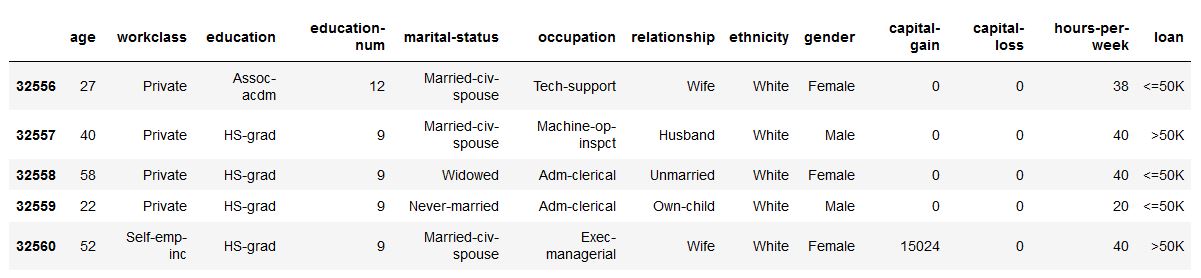 age workclass education education-num marital-status occupation relationship ethnicity gender capital-gain capital-loss hours-per-week loan
32556 27 Private Assoc-acdm 12 Married-civ-spouse Tech-support Wife White Female 0 0 38 <=50K
32557 40 Private HS-grad 9 Married-civ-spouse Machine-op-inspct Husband White Male 0 0 40 >50K
32558 58 Private HS-grad 9 Widowed Adm-clerical Unmarried White Female 0 0 40 <=50K
32559 22 Private HS-grad 9 Never-married Adm-clerical Own-child White Male 0 0 20 <=50K
32560 52 Self-emp-inc HS-grad 9 Married-civ-spouse Exec-managerial Wife White Female 15024 0 40 >50K